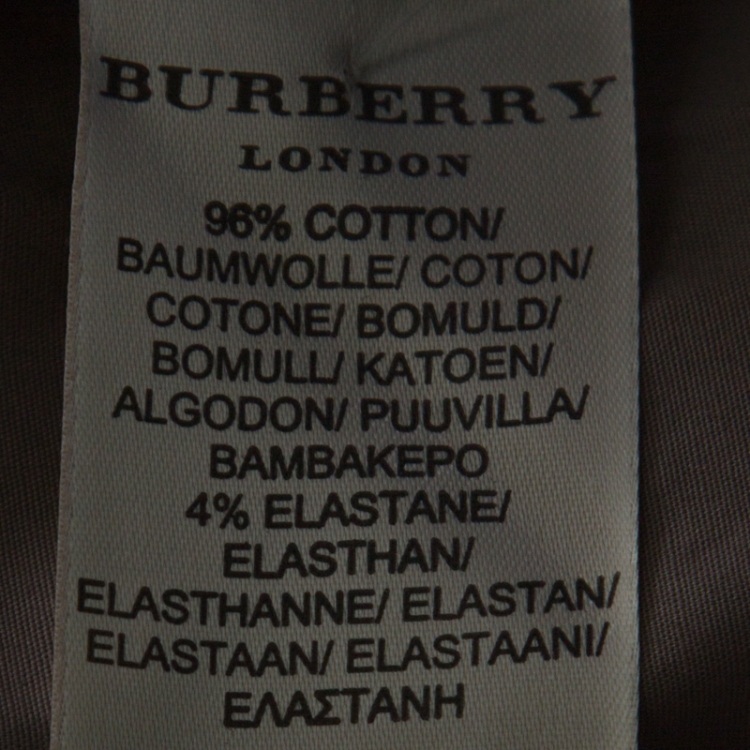 BURBERRY
LONDON
96% COTTON/
BAUMWOLLE/ COTON/
COTONE/ BOMULD/
BOMULL/ KATOEN/
ALGODON/ PUUVILLA/
ΒΑΜΒΑΚΕΡΟ
4% ELASTANE/
ELASTHAN/
ELASTHANNE/ ELASTAN/
ELASTAAN/ ELASTAANI/
ΕΛΑΣΤΑΝΗ